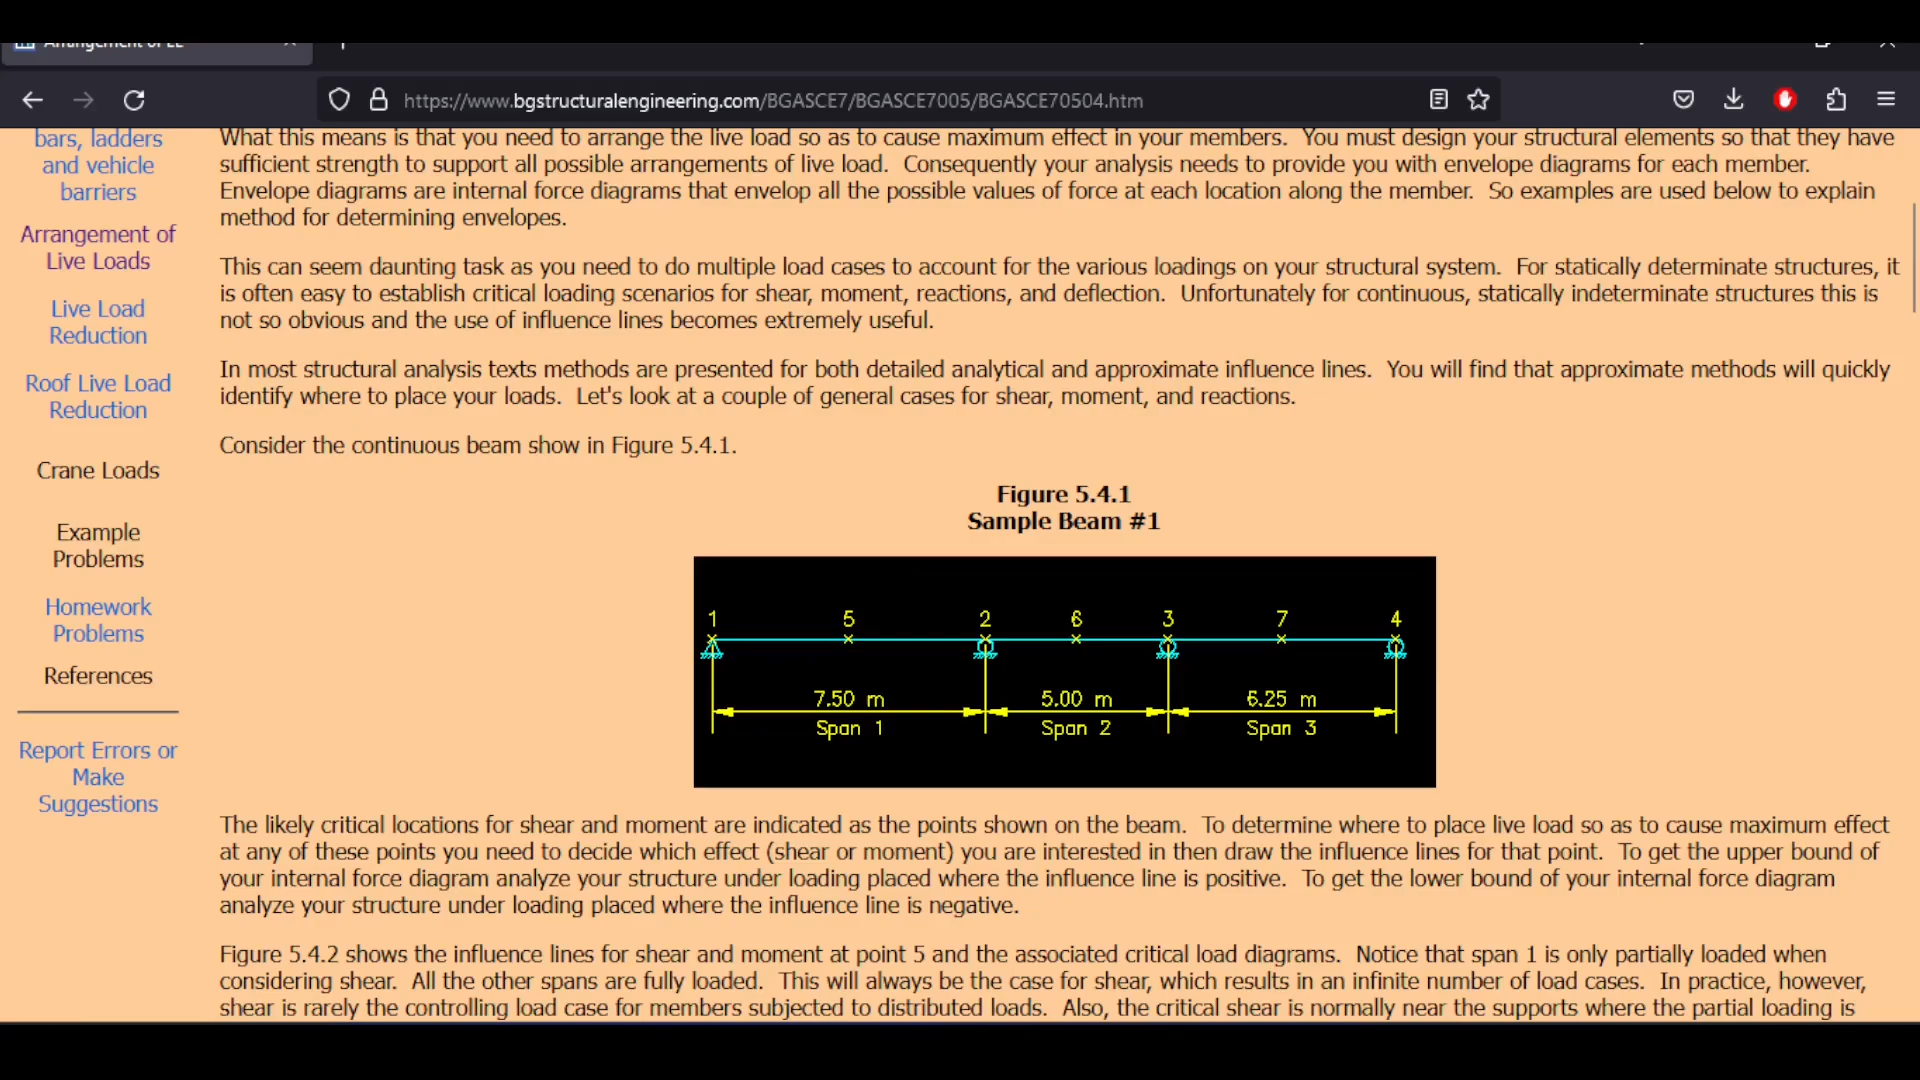 Arrangement of LL
https://www.bgstructuralengineering.com/BGASCE7/BGASCE7005/BGASCE70504.htm
bars, ladders
and vehicle
barriers
Arrangement of
Live Loads
Live Load
Reduction
Roof Live Load
Reduction
Crane Loads
Example
Problems
Homework
Problems
References
Report Errors or
Make
Suggestions
What this means is that you need to arrange the live load so as to cause maximum effect in your members.  You must design your structural elements so that they have
sufficient strength to support all possible arrangements of live load.  Consequently your analysis needs to provide you with envelope diagrams for each member.
Envelope diagrams are internal force diagrams that envelop all the possible values of force at each location along the member.  So examples are used below to explain
method for determining envelopes.
This can seem daunting task as you need to do multiple load cases to account for the various loadings on your structural system.  For statically determinate structures, it
is often easy to establish critical loading scenarios for shear, moment, reactions, and deflection.  Unfortunately for continuous, statically indeterminate structures this is
not so obvious and the use of influence lines becomes extremely useful.
In most structural analysis texts methods are presented for both detailed analytical and approximate influence lines.  You will find that approximate methods will quickly
identify where to place your loads.  Let's look at a couple of general cases for shear, moment, and reactions.
Consider the continuous beam show in Figure 5.4.1.
Figure 5.4.1
Sample Beam #1
1 5 2 6 3 7 4
7.50 m 5.00 m 6.25 m
Span 1 Span 2 Span 3
The likely critical locations for shear and moment are indicated as the points shown on the beam.  To determine where to place live load so as to cause maximum effect
at any of these points you need to decide which effect (shear or moment) you are interested in then draw the influence lines for that point.  To get the upper bound of
your internal force diagram analyze your structure under loading placed where the influence line is positive.  To get the lower bound of your internal force diagram
analyze your structure under loading placed where the influence line is negative.
Figure 5.4.2 shows the influence lines for shear and moment at point 5 and the associated critical load diagrams.  Notice that span 1 is only partially loaded when
considering shear.  All the other spans are fully loaded.  This will always be the case for shear, which results in an infinite number of load cases.  In practice, however,
shear is rarely the controlling load case for members subjected to distributed loads.  Also, the critical shear is normally near the supports where the partial loading is